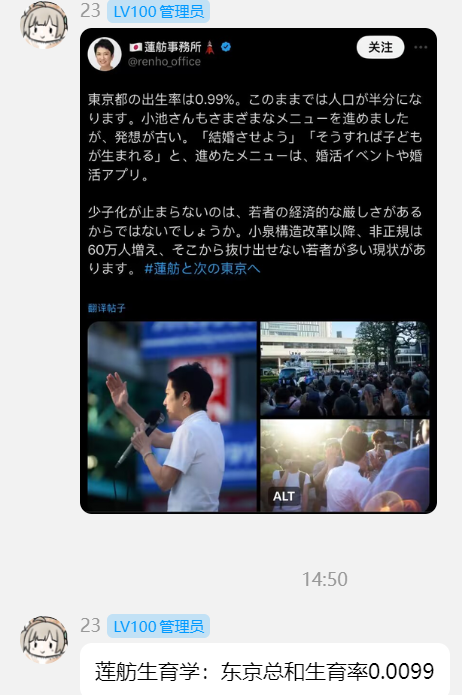 23 LV100 管理员
🇯🇵蓮舫事務所🗼
关注
@renho_office
東京都の出生率は0.99%。このままでは人口が半分にな
ります。小池さんもさまざまなメニューを進めました
が、発想が古い。「結婚させよう」「そうすれば子ども
が生まれる」と、進めたメニューは、婚活イベントや婚
活アプリ。
少子化が止まらないのは、若者の経済的な厳しさがある
からではないでしょうか。小泉構造改革以降、非正規は
60万人増え、そこから抜け出せない若者が多い現状があ
ります。 #蓮舫と次の東京へ
翻译帖子
ALT
14:50
23 LV100 管理员
莲舫生育学：东京总和生育率0.0099